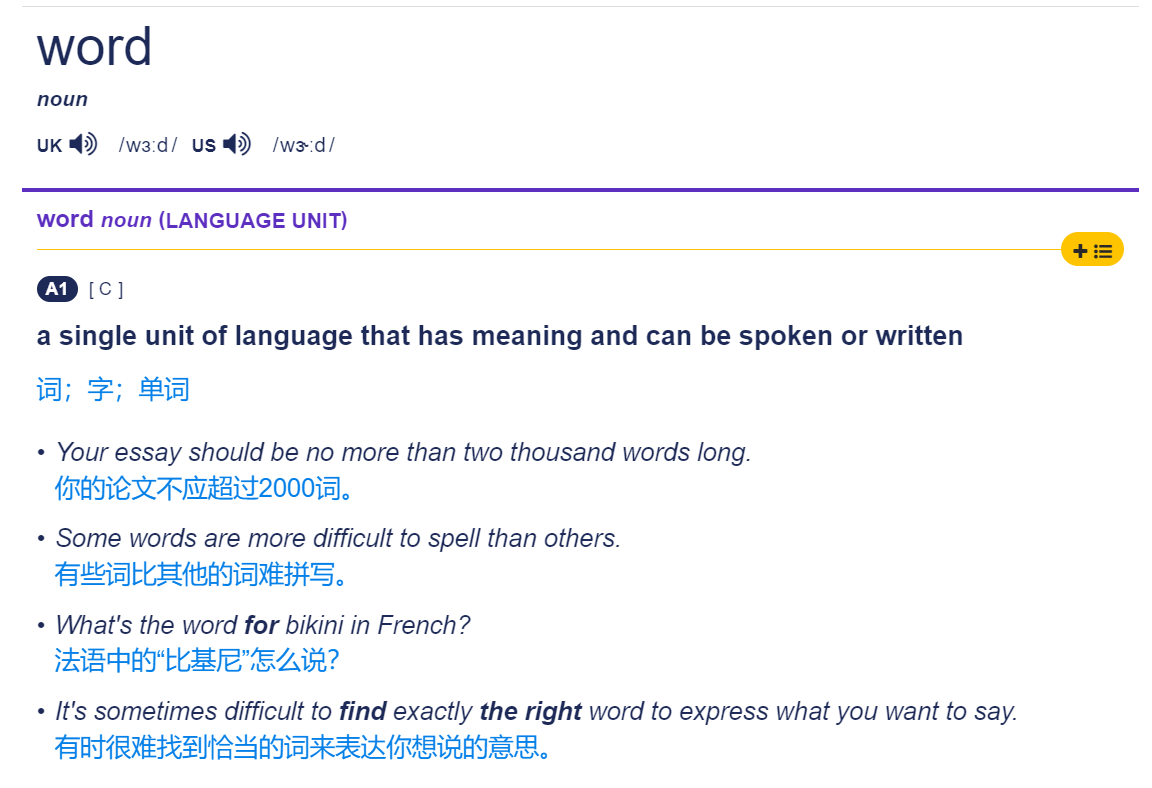 word
noun
UK /wɜːd/ US /wɝːd/
word noun (LANGUAGE UNIT)
A1 [ C ]
a single unit of language that has meaning and can be spoken or written
词；字；单词
• Your essay should be no more than two thousand words long.
你的论文不应超过2000词。
• Some words are more difficult to spell than others.
有些词比其他的词难拼写。
• What's the word for bikini in French?
法语中的“比基尼”怎么说？
• It's sometimes difficult to find exactly the right word to express what you want to say.
有时很难找到恰当的词来表达你想说的意思。